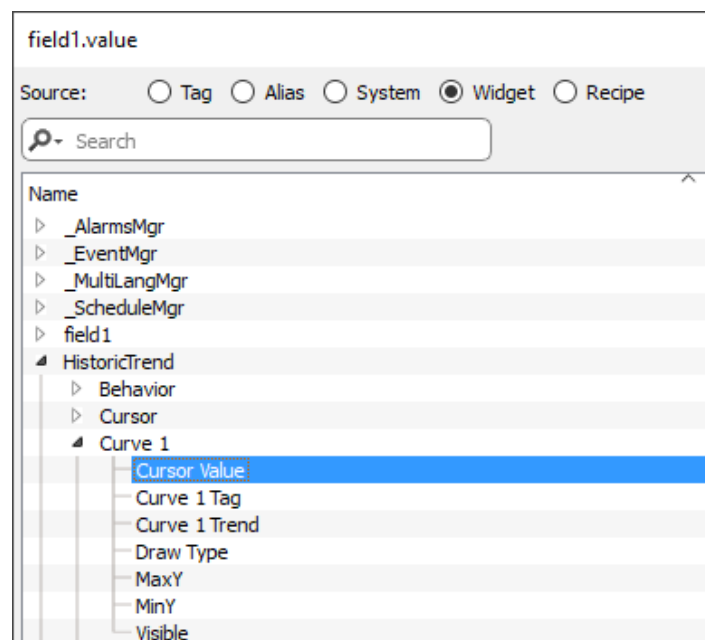 field1.value
Source: Tag Alias System Widget Recipe
Search
Name
_AlarmsMgr
_EventMgr
_MultiLangMgr
_ScheduleMgr
field1
HistoricTrend
Behavior
Cursor
Curve 1
Cursor Value
Curve 1 Tag
Curve 1 Trend
Draw Type
MaxY
MinY
Visible